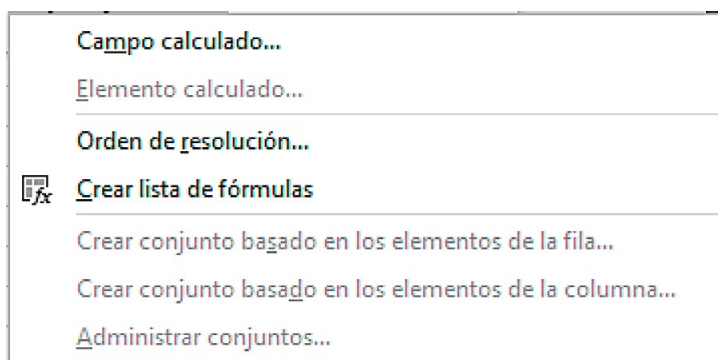 Campo calculado...
Elemento calculado...
Orden de resolución...
fx Crear lista de fórmulas
Crear conjunto basado en los elementos de la fila...
Crear conjunto basado en los elementos de la columna...
Administrar conjuntos...